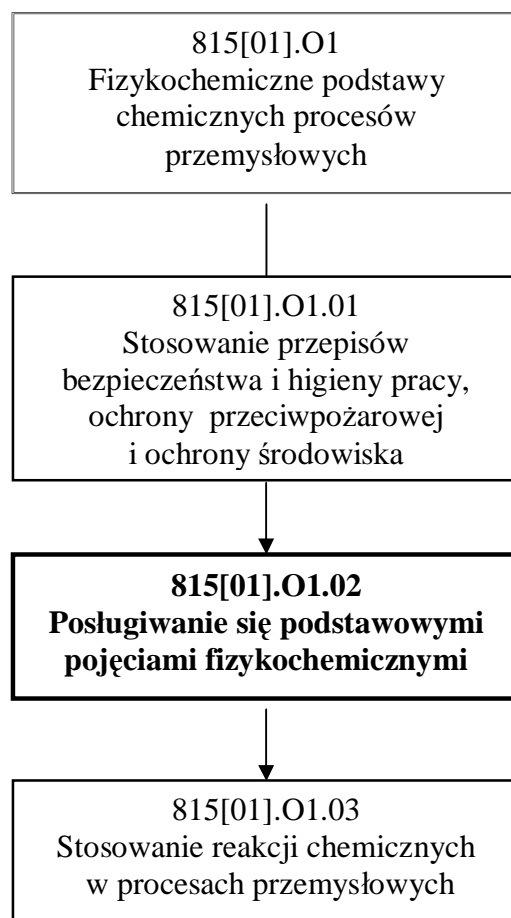 815[01].O1
Fizykochemiczne podstawy
chemicznych procesów
przemysłowych
815[01].O1.01
Stosowanie przepisów
bezpieczeństwa i higieny pracy,
ochrony przeciwpożarowej
i ochrony środowiska
815[01].O1.02
Posługiwanie się podstawowymi
pojęciami fizykochemicznymi
815[01].O1.03
Stosowanie reakcji chemicznych
w procesach przemysłowych